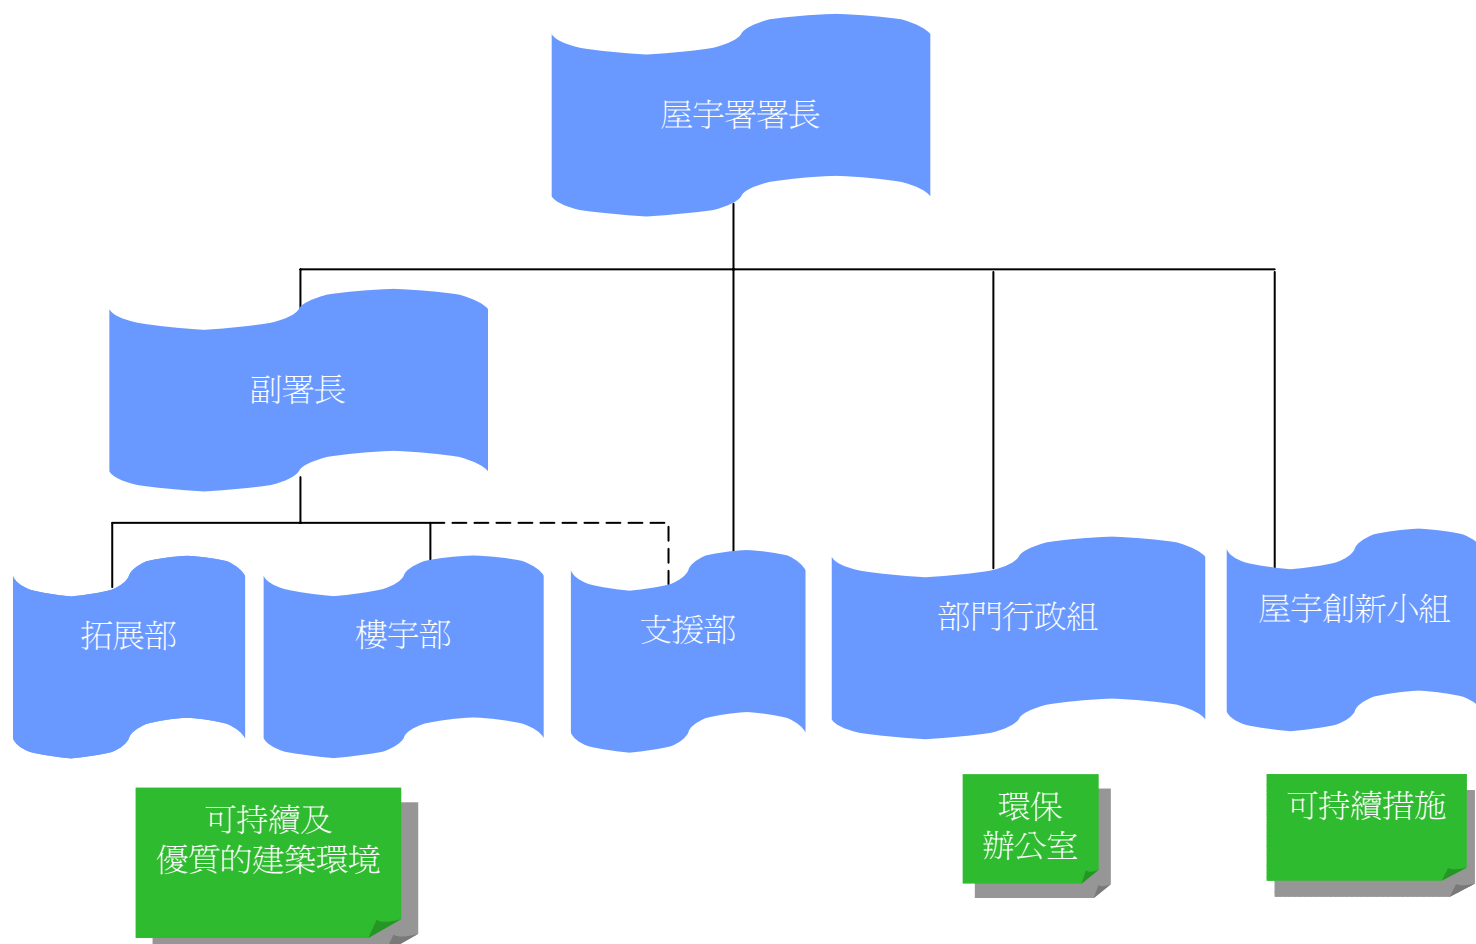 屋宇署署長
副署長
拓展部
樓宇部
支援部
部門行政組
屋宇創新小組
可持續及
優質的建築環境
環保
辦公室
可持續措施